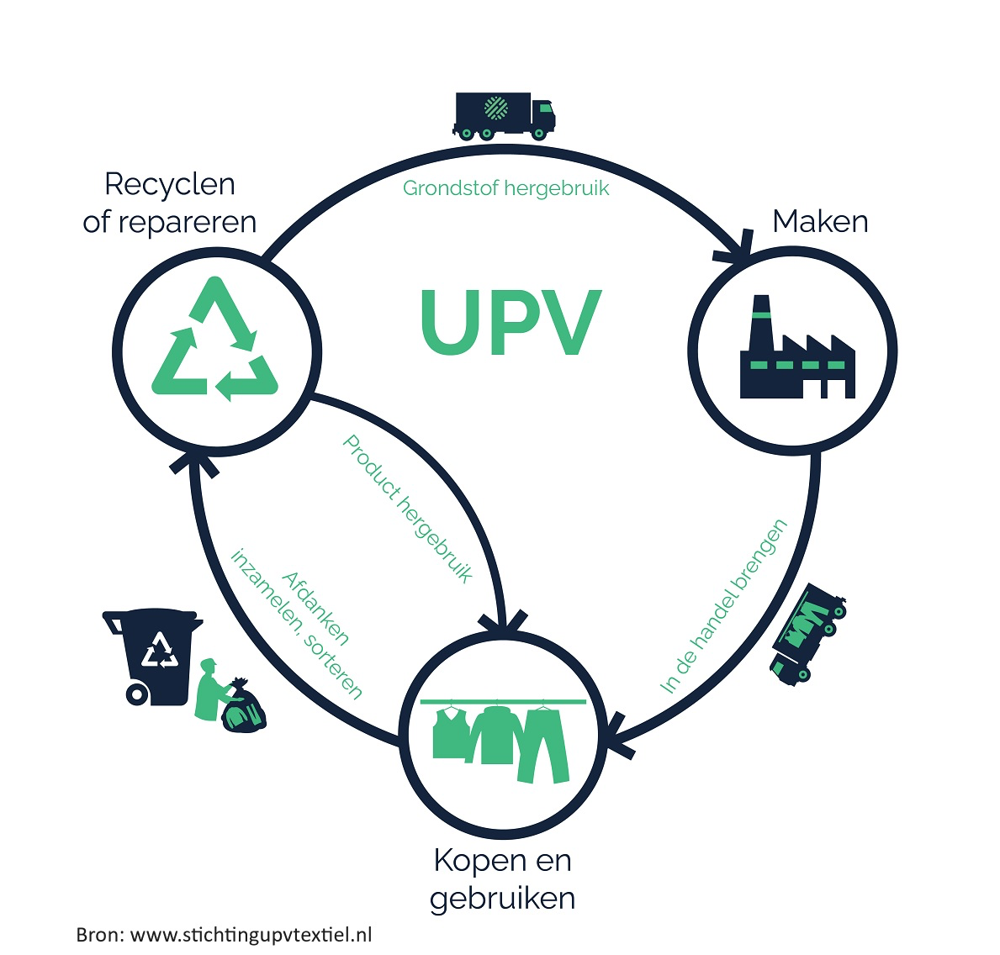 Recyclen
of repareren
Grondstof hergebruik
Maken
UPV
Product hergebruik
Afdanken
inzamelen, sorteren
In de handel brengen
Kopen en
gebruiken
Bron: www.stichtingupvtextiel.nl